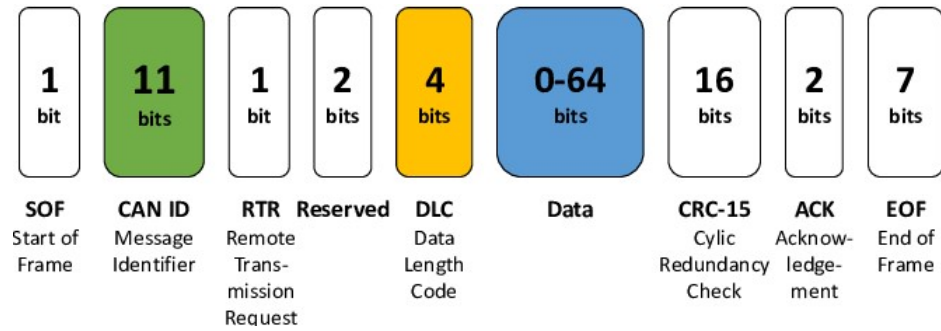 1 11 1 2 4 0-64 16 2 7
bit bits bit bits bits bits bits bits bits
SOF CAN ID RTR Reserved DLC Data CRC-15 ACK EOF
Start of Message Remote Data Cylic Acknow- End of
Frame Identifier Trans- Length Redundancy ledge- Frame
mission Code Check ment
Request